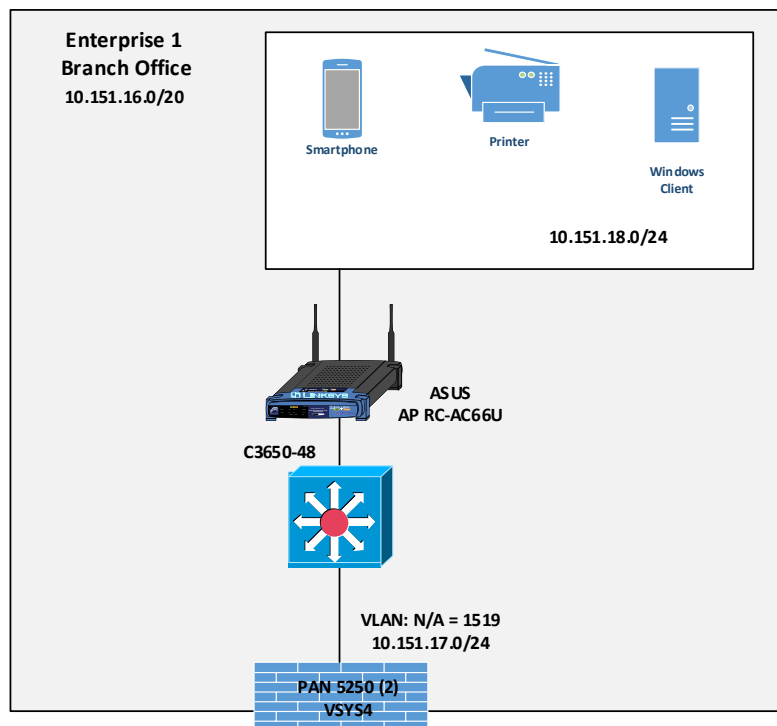 Enterprise 1
Branch Office
10.151.16.0/20
Smartphone
Printer
Windows
Client
10.151.18.0/24
LINKSYS
ASUS
AP RC-AC66U
C3650-48
VLAN: N/A = 1519
10.151.17.0/24
PAN 5250 (2)
VSYS4